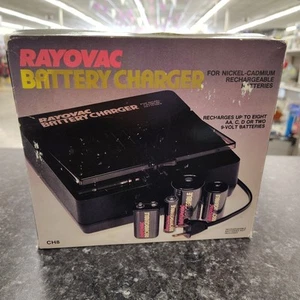 RAYOVAC
BATTERY CHARGER
FOR NICKEL-CADMIUM
RECHARGEABLE
BATTERIES
RAYOVAC
BATTERY CHARGER
RECHARGES UP TO EIGHT
AA, C, D OR TWO
9-VOLT BATTERIES
CH8